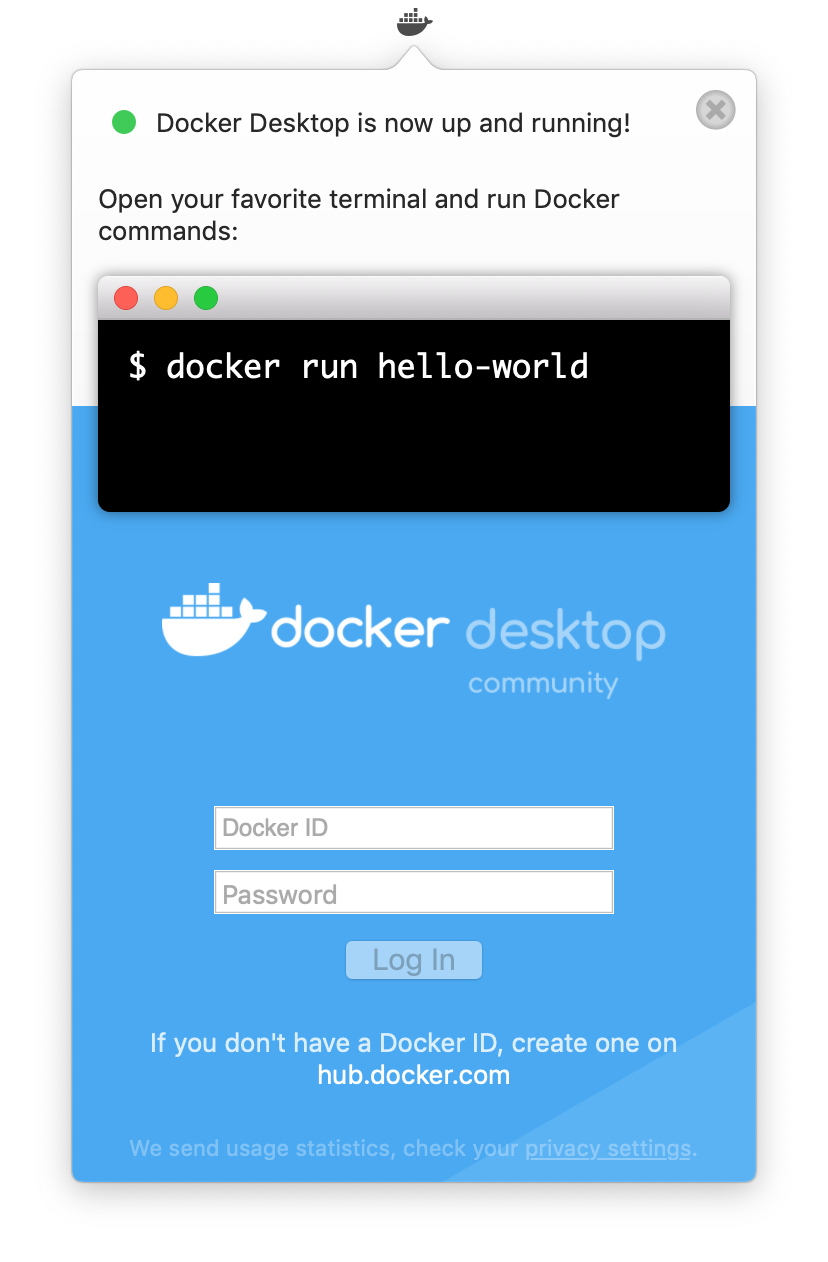 Docker Desktop is now up and running!
Open your favorite terminal and run Docker
commands:
$ docker run hello-world
docker desktop
community
Docker ID
Password
Log In
If you don't have a Docker ID, create one on
hub.docker.com
We send usage statistics, check your privacy settings.